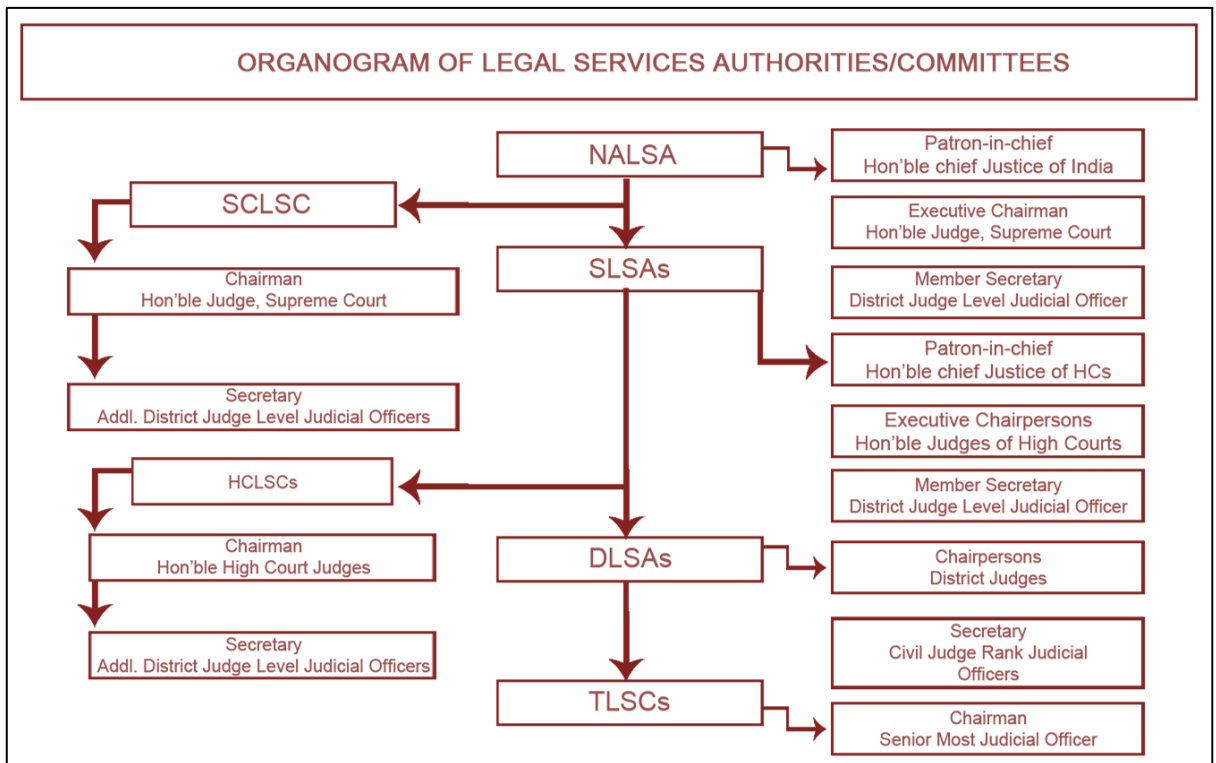 ORGANOGRAM OF LEGAL SERVICES AUTHORITIES/COMMITTEES
NALSA
Patron-in-chief
Hon'ble chief Justice of India
SCLSC
Executive Chairman
Hon'ble Judge, Supreme Court
SLSAs
Chairman
Hon'ble Judge, Supreme Court
Member Secretary
District Judge Level Judicial Officer
Patron-in-chief
Hon'ble chief Justice of HCs
Secretary
Addl. District Judge Level Judicial Officers
Executive Chairpersons
Hon'ble Judges of High Courts
HCLSCs
Member Secretary
District Judge Level Judicial Officer
Chairman
Hon'ble High Court Judges
DLSAs
Chairpersons
District Judges
Secretary
Addl. District Judge Level Judicial Officers
Secretary
Civil Judge Rank Judicial
Officers
TLSCs
Chairman
Senior Most Judicial Officer